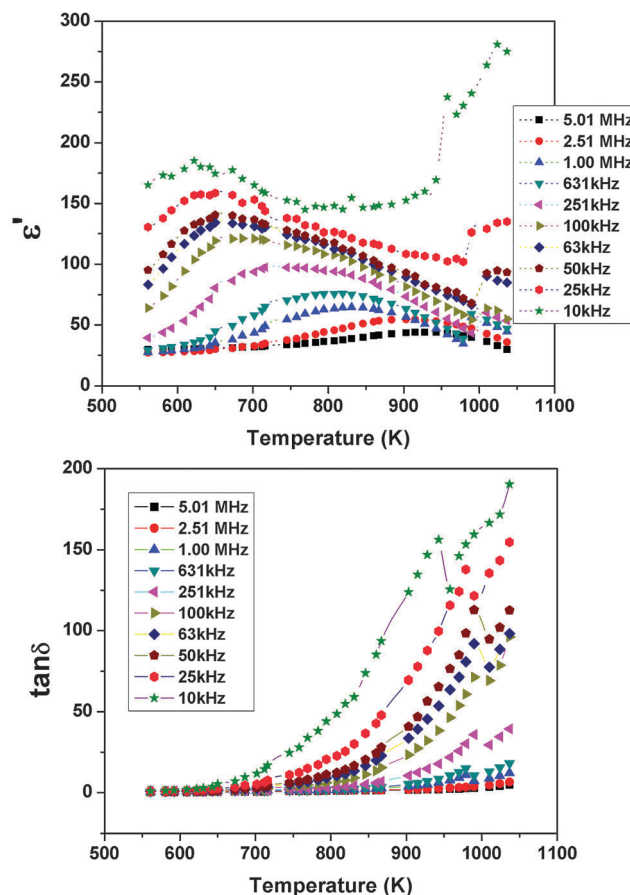 300
250
200
150
100
50
0
ε'
500 600 700 800 900 1000 1100
Temperature (K)
5.01 MHz
2.51 MHz
1.00 MHz
631kHz
251kHz
100kHz
63kHz
50kHz
25kHz
10kHz
200
150
100
50
0
tanδ
5.01 MHz
2.51 MHz
1.00 MHz
631kHz
251kHz
100kHz
63kHz
50kHz
25kHz
10kHz
500 600 700 800 900 1000 1100
Temperature (K)